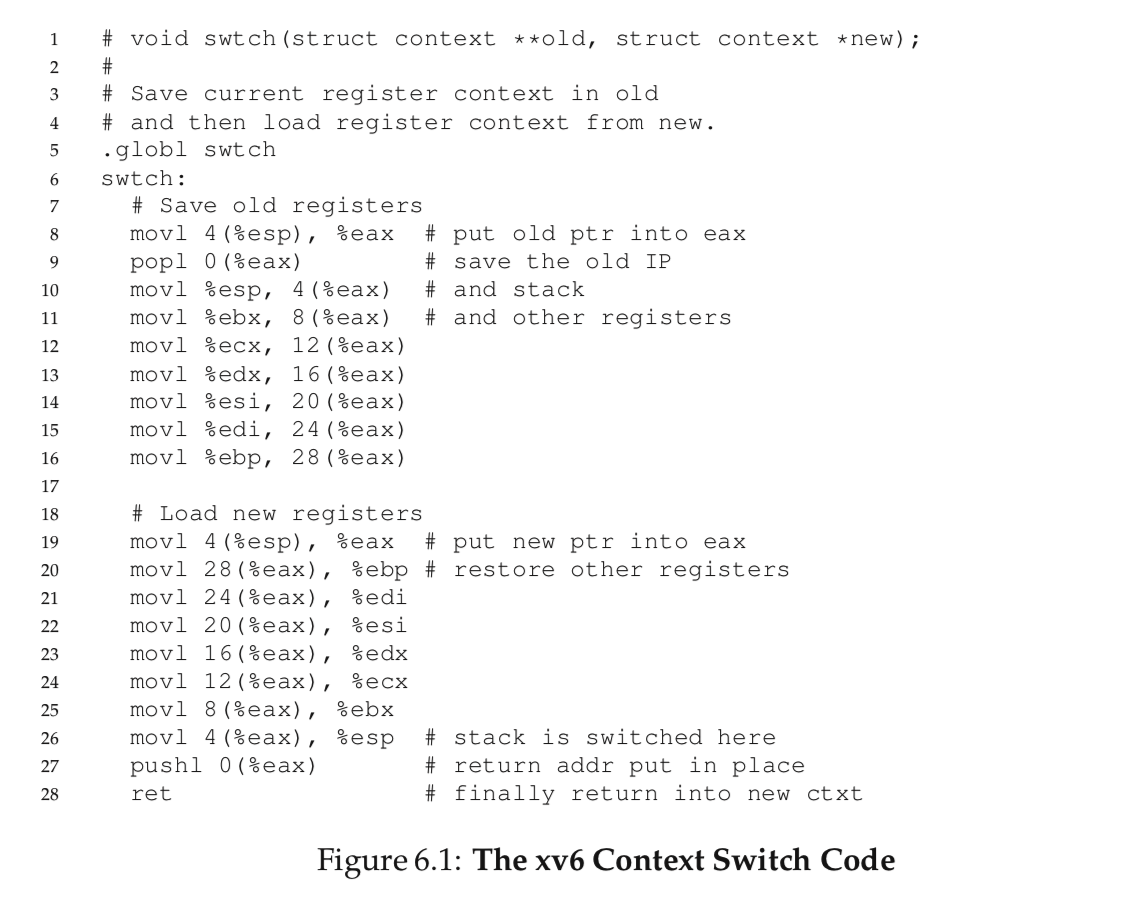 1 # void swtch(struct context **old, struct context *new);
2 #
3 # Save current register context in old
4 # and then load register context from new.
5 .globl swtch
6 swtch:
7   # Save old registers
8   movl 4(%esp), %eax  # put old ptr into eax
9   popl 0(%eax)        # save the old IP
10   movl %esp, 4(%eax)  # and stack
11   movl %ebx, 8(%eax)  # and other registers
12   movl %ecx, 12(%eax)
13   movl %edx, 16(%eax)
14   movl %esi, 20(%eax)
15   movl %edi, 24(%eax)
16   movl %ebp, 28(%eax)
17
18   # Load new registers
19   movl 4(%esp), %eax  # put new ptr into eax
20   movl 28(%eax), %ebp # restore other registers
21   movl 24(%eax), %edi
22   movl 20(%eax), %esi
23   movl 16(%eax), %edx
24   movl 12(%eax), %ecx
25   movl 8(%eax), %ebx
26   movl 4(%eax), %esp  # stack is switched here
27   pushl 0(%eax)       # return addr put in place
28   ret                 # finally return into new ctxt
Figure 6.1: The xv6 Context Switch Code